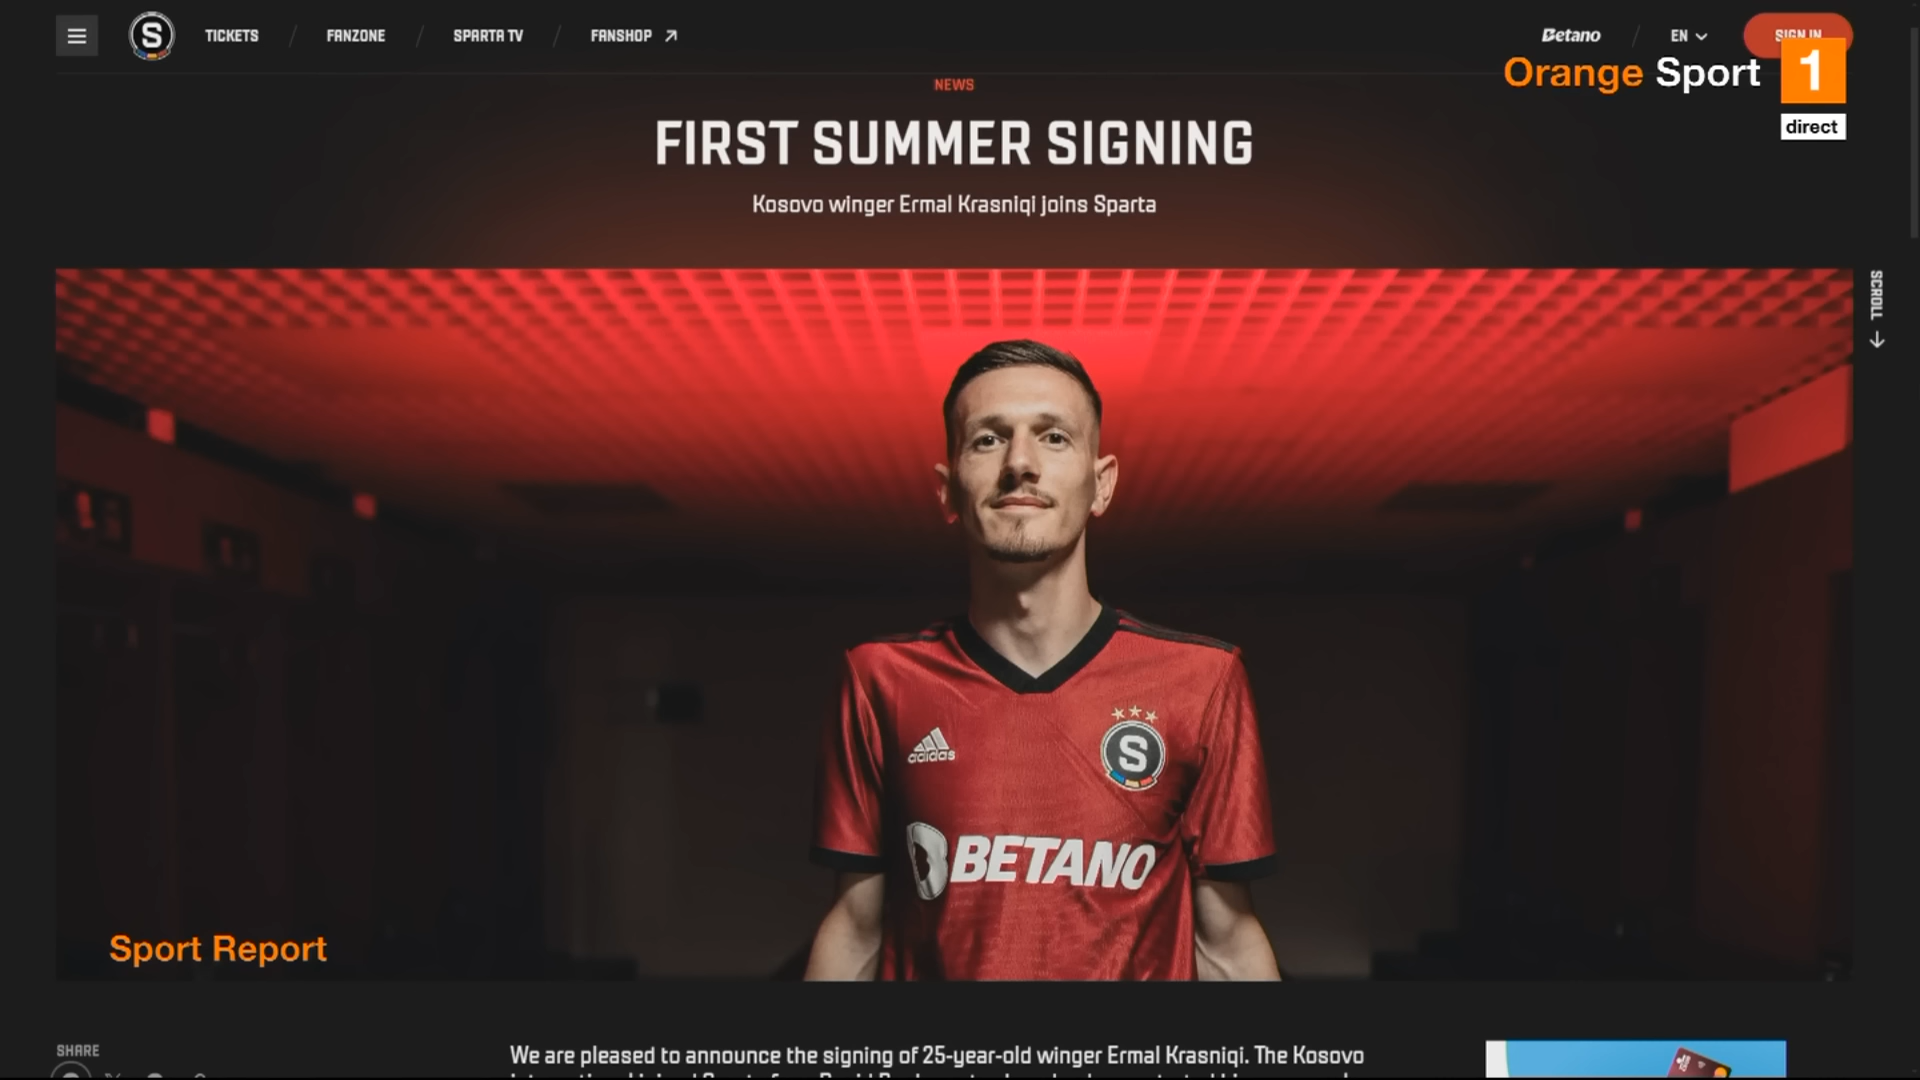 TICKETS / FANZONE / SPARTA TV / FANSHOP
Betano / EN
SIGN IN
Orange Sport 1
direct
NEWS
FIRST SUMMER SIGNING
Kosovo winger Ermal Krasniqi joins Sparta
SCROLL
adidas
S
BETANO
Sport Report
SHARE
We are pleased to announce the signing of 25-year-old winger Ermal Krasniqi. The Kosovo